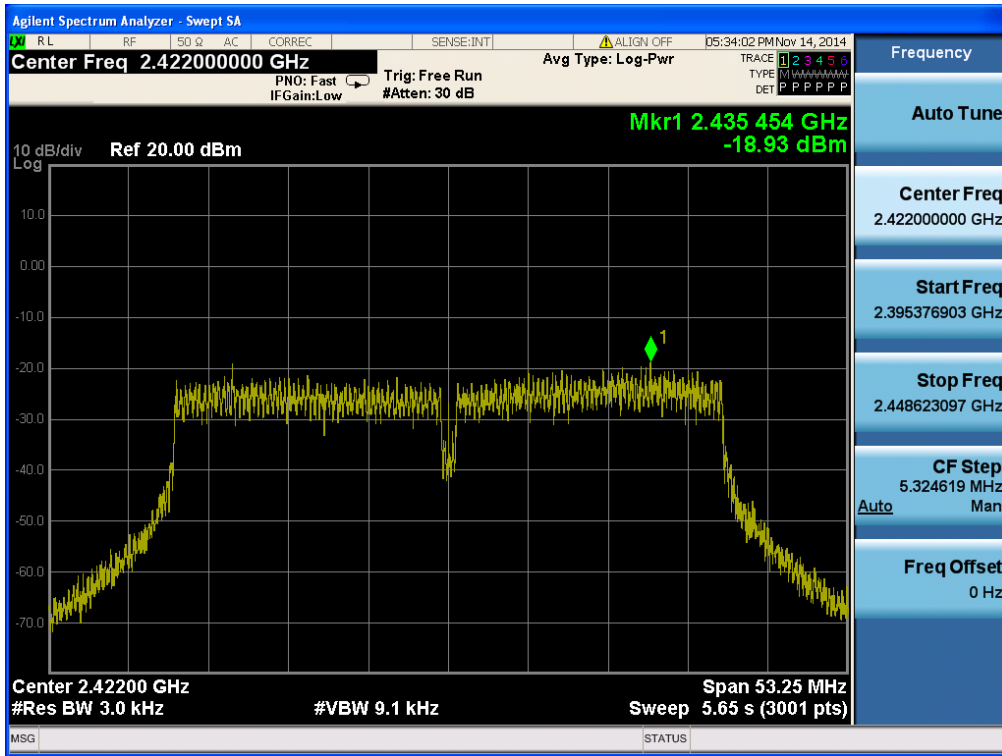 Agilent Spectrum Analyzer - Swept SA
LXI RL RF 50 Ω AC CORREC SENSE:INT ALIGN OFF 05:34:02 PM Nov 14, 2014
Center Freq 2.422000000 GHz
PNO: Fast
IFGain:Low
Trig: Free Run
#Atten: 30 dB
Avg Type: Log-Pwr
TRACE 1 2 3 4 5 6
TYPE M WWWWW
DET P P P P P P
Mkr1 2.435 454 GHz
-18.93 dBm
10 dB/div Ref 20.00 dBm
Log
10.0
0.00
-10.0
-20.0
-30.0
-40.0
-50.0
-60.0
-70.0
1
Center 2.42200 GHz Span 53.25 MHz
#Res BW 3.0 kHz #VBW 9.1 kHz Sweep 5.65 s (3001 pts)
MSG STATUS
Frequency
Auto Tune
Center Freq
2.422000000 GHz
Start Freq
2.395376903 GHz
Stop Freq
2.448623097 GHz
CF Step
5.324619 MHz
Auto Man
Freq Offset
0 Hz